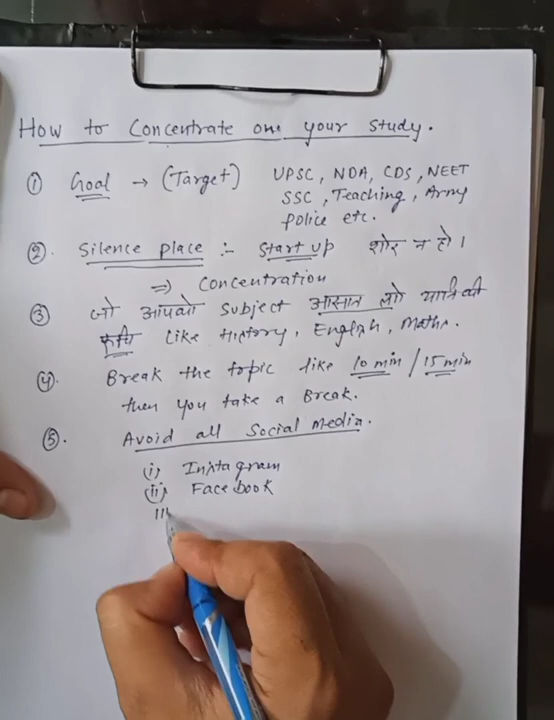 How to Concentrate one your Study.
① Goal → (Target) UPSC, NDA, CDS, NEET
SSC, Teaching, Army
police etc.
②. Silence place :- Start up शोर न हो।
⇒ Concentration
③ जो आपको Subject आसान लगे
like History, English, Maths.
④. Break the topic like 10 min / 15 min
then you take a Break.
⑤. Avoid all Social media.
(i) Instagram
(ii) Facebook
III